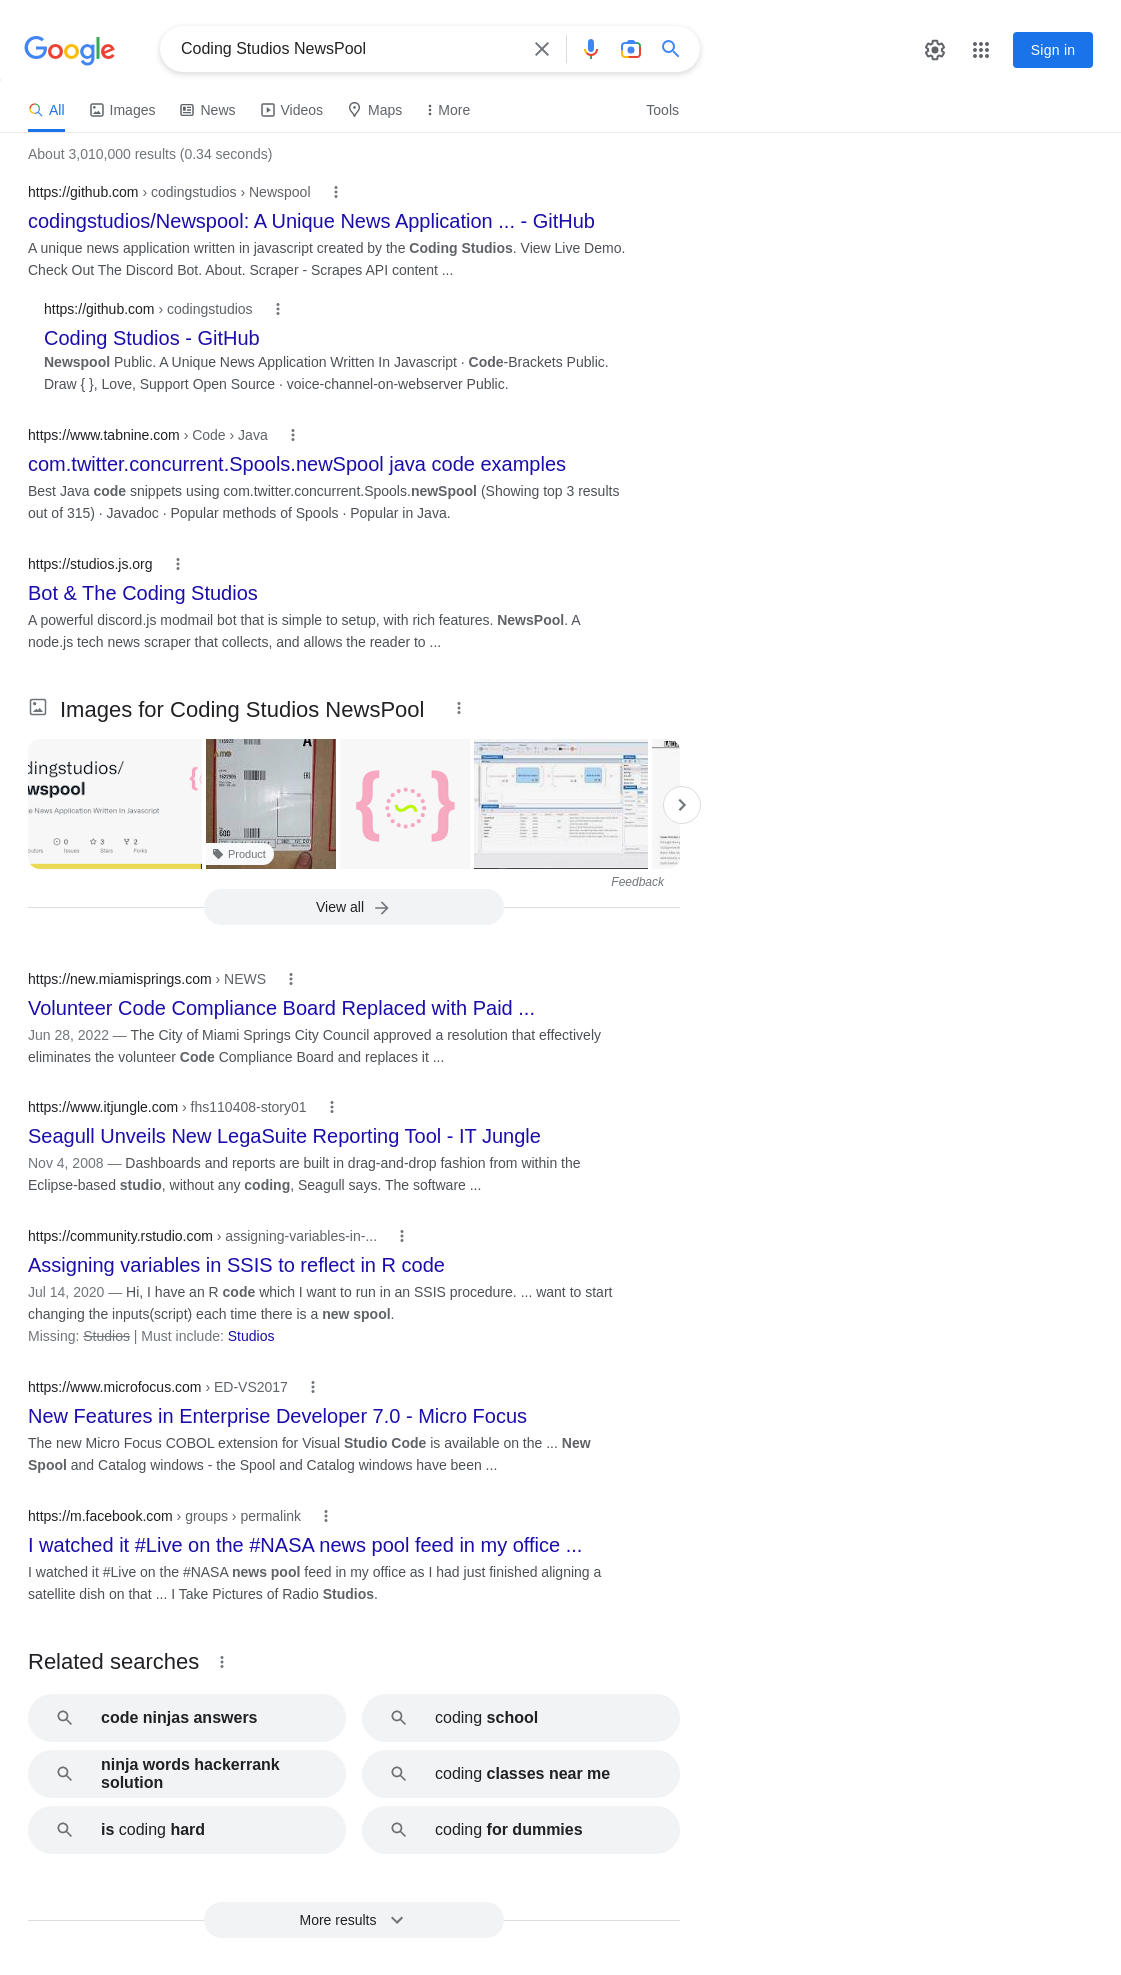 Google
Coding Studios NewsPool
Sign in
All
Images
News
Videos
Maps
More
Tools
About 3,010,000 results (0.34 seconds)
https://github.com › codingstudios › Newspool
codingstudios/Newspool: A Unique News Application ... - GitHub
A unique news application written in javascript created by the Coding Studios. View Live Demo.
Check Out The Discord Bot. About. Scraper - Scrapes API content ...
https://github.com › codingstudios
Coding Studios - GitHub
Newspool Public. A Unique News Application Written In Javascript · Code-Brackets Public.
Draw { }, Love, Support Open Source · voice-channel-on-webserver Public.
https://www.tabnine.com › Code › Java
com.twitter.concurrent.Spools.newSpool java code examples
Best Java code snippets using com.twitter.concurrent.Spools.newSpool (Showing top 3 results
out of 315) · Javadoc · Popular methods of Spools · Popular in Java.
https://studios.js.org
Bot & The Coding Studios
A powerful discord.js modmail bot that is simple to setup, with rich features. NewsPool. A
node.js tech news scraper that collects, and allows the reader to ...
Images for Coding Studios NewsPool
dingstudios/
wspool
e News Application Written In Javascript
0
3
2
Issues
Stars
Forks
Product
Feedback
View all
https://new.miamisprings.com › NEWS
Volunteer Code Compliance Board Replaced with Paid ...
Jun 28, 2022 — The City of Miami Springs City Council approved a resolution that effectively
eliminates the volunteer Code Compliance Board and replaces it ...
https://www.itjungle.com › fhs110408-story01
Seagull Unveils New LegaSuite Reporting Tool - IT Jungle
Nov 4, 2008 — Dashboards and reports are built in drag-and-drop fashion from within the
Eclipse-based studio, without any coding, Seagull says. The software ...
https://community.rstudio.com › assigning-variables-in-...
Assigning variables in SSIS to reflect in R code
Jul 14, 2020 — Hi, I have an R code which I want to run in an SSIS procedure. ... want to start
changing the inputs(script) each time there is a new spool.
Missing: Studios | Must include: Studios
https://www.microfocus.com › ED-VS2017
New Features in Enterprise Developer 7.0 - Micro Focus
The new Micro Focus COBOL extension for Visual Studio Code is available on the ... New
Spool and Catalog windows - the Spool and Catalog windows have been ...
https://m.facebook.com › groups › permalink
I watched it #Live on the #NASA news pool feed in my office ...
I watched it #Live on the #NASA news pool feed in my office as I had just finished aligning a
satellite dish on that ... I Take Pictures of Radio Studios.
Related searches
code ninjas answers
coding school
ninja words hackerrank
solution
coding classes near me
is coding hard
coding for dummies
More results